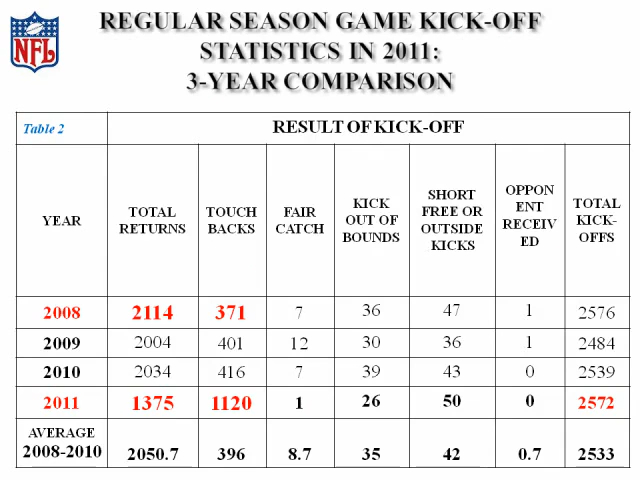 NFL
REGULAR SEASON GAME KICK-OFF
STATISTICS IN 2011:
3-YEAR COMPARISON
Table 2 RESULT OF KICK-OFF
YEAR
TOTAL
RETURNS
TOUCH
BACKS
FAIR
CATCH
KICK
OUT OF
BOUNDS
SHORT
FREE OR
OUTSIDE
KICKS
OPPON
ENT
RECEIV
ED
TOTAL
KICK-
OFFS
2008 2114 371 7 36 47 1 2576
2009 2004 401 12 30 36 1 2484
2010 2034 416 7 39 43 0 2539
2011 1375 1120 1 26 50 0 2572
AVERAGE
2008-2010 2050.7 396 8.7 35 42 0.7 2533